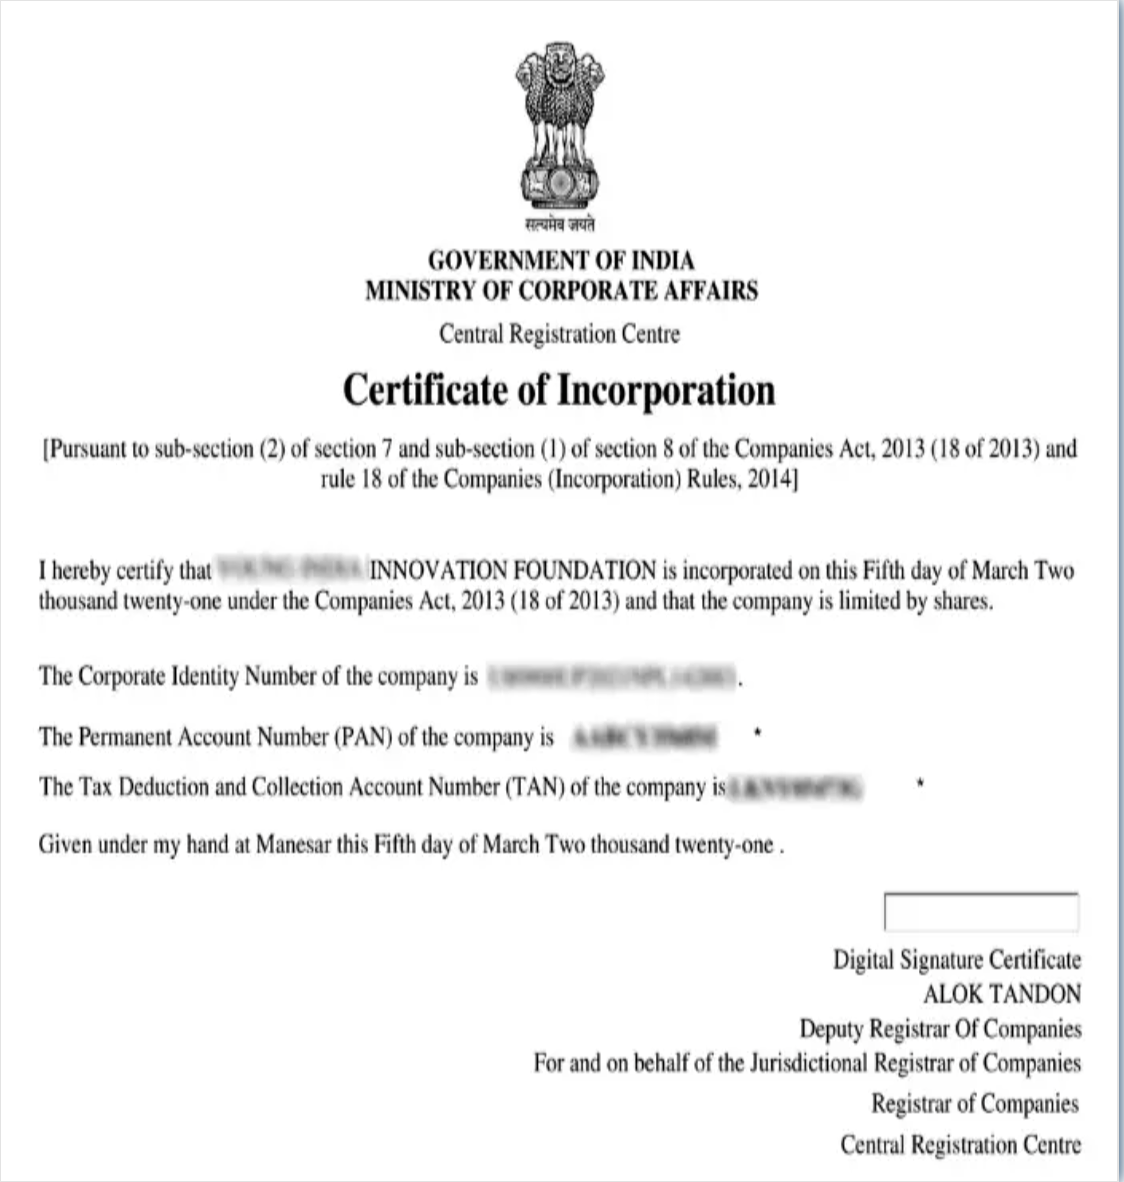 सत्यमेव जयते
GOVERNMENT OF INDIA
MINISTRY OF CORPORATE AFFAIRS
Central Registration Centre
Certificate of Incorporation
[Pursuant to sub-section (2) of section 7 and sub-section (1) of section 8 of the Companies Act, 2013 (18 of 2013) and
rule 18 of the Companies (Incorporation) Rules, 2014]
I hereby certify that INNOVATION FOUNDATION is incorporated on this Fifth day of March Two
thousand twenty-one under the Companies Act, 2013 (18 of 2013) and that the company is limited by shares.
The Corporate Identity Number of the company is .
The Permanent Account Number (PAN) of the company is *
The Tax Deduction and Collection Account Number (TAN) of the company is *
Given under my hand at Manesar this Fifth day of March Two thousand twenty-one .
Digital Signature Certificate
ALOK TANDON
Deputy Registrar Of Companies
For and on behalf of the Jurisdictional Registrar of Companies
Registrar of Companies
Central Registration Centre